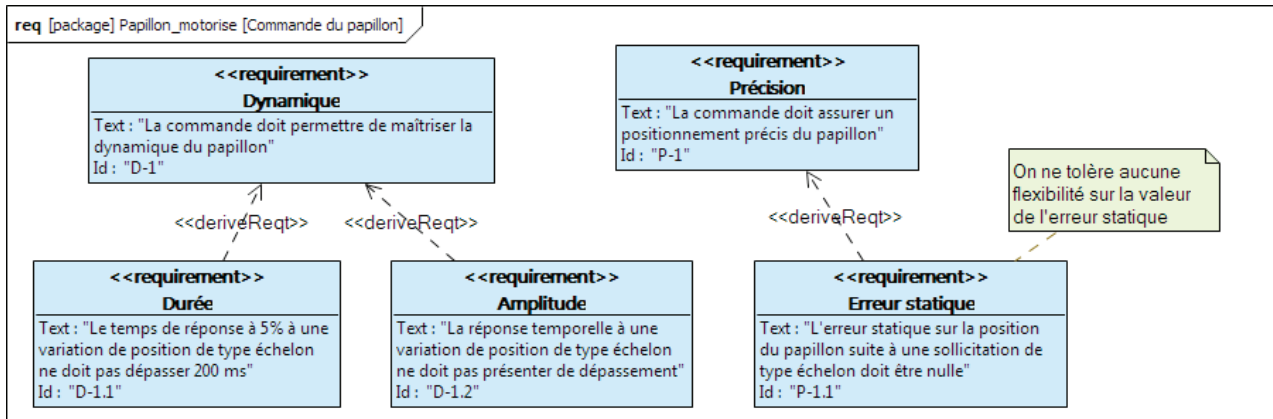 req [package] Papillon_motorise [Commande du papillon]
<<requirement>>
Dynamique
Text : "La commande doit permettre de maîtriser la
dynamique du papillon"
Id : "D-1"
<<requirement>>
Précision
Text : "La commande doit assurer un
positionnement précis du papillon"
Id : "P-1"
On ne tolère aucune
flexibilité sur la valeur
de l'erreur statique
<<deriveReqt>>
<<deriveReqt>>
<<deriveReqt>>
<<requirement>>
Durée
Text : "Le temps de réponse à 5% à une
variation de position de type échelon
ne doit pas dépasser 200 ms"
Id : "D-1.1"
<<requirement>>
Amplitude
Text : "La réponse temporelle à une
variation de position de type échelon
ne doit pas présenter de dépassement"
Id : "D-1.2"
<<requirement>>
Erreur statique
Text : "L'erreur statique sur la position
du papillon suite à une sollicitation de
type échelon doit être nulle"
Id : "P-1.1"